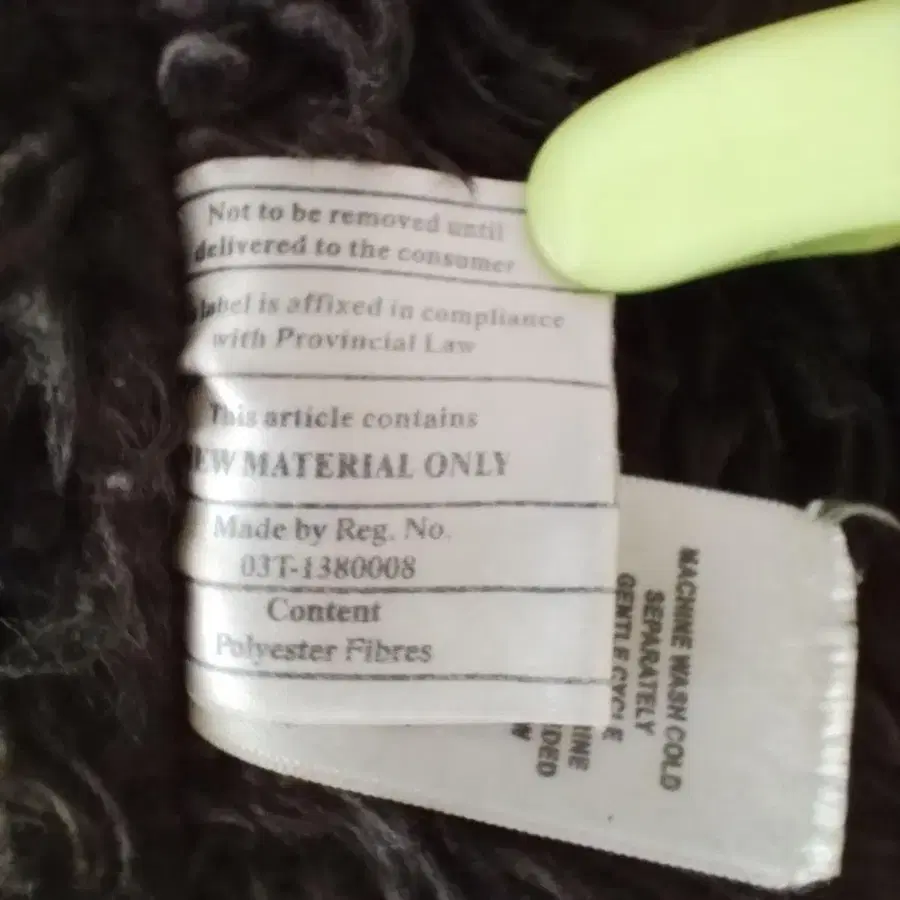 Not to be removed until
delivered to the consumer
label is affixed in compliance
with Provincial Law
This article contains
EW MATERIAL ONLY
Made by Reg. No.
03T-1380008
Content
Polyester Fibres
MACHINE WASH COLD
SEPARATELY
GENTLE CYCLE
INE
DED
W